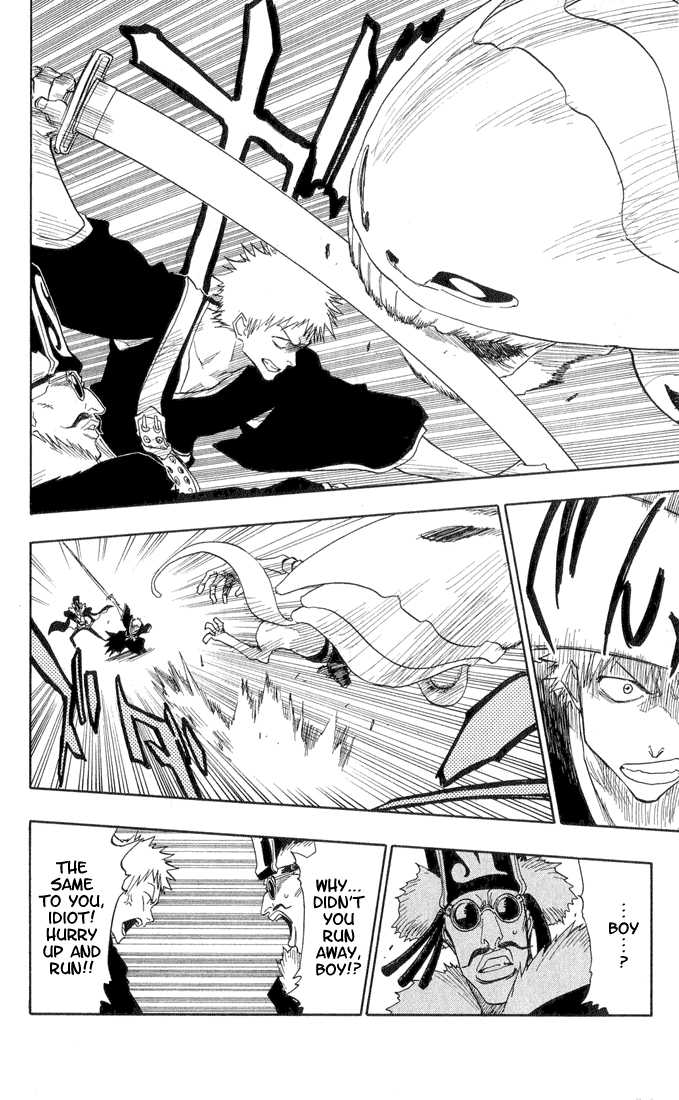 ......
BOY
......?
WHY...
DIDN'T
YOU
RUN
AWAY,
BOY!?
THE
SAME
TO YOU,
IDIOT!
HURRY
UP AND
RUN!!